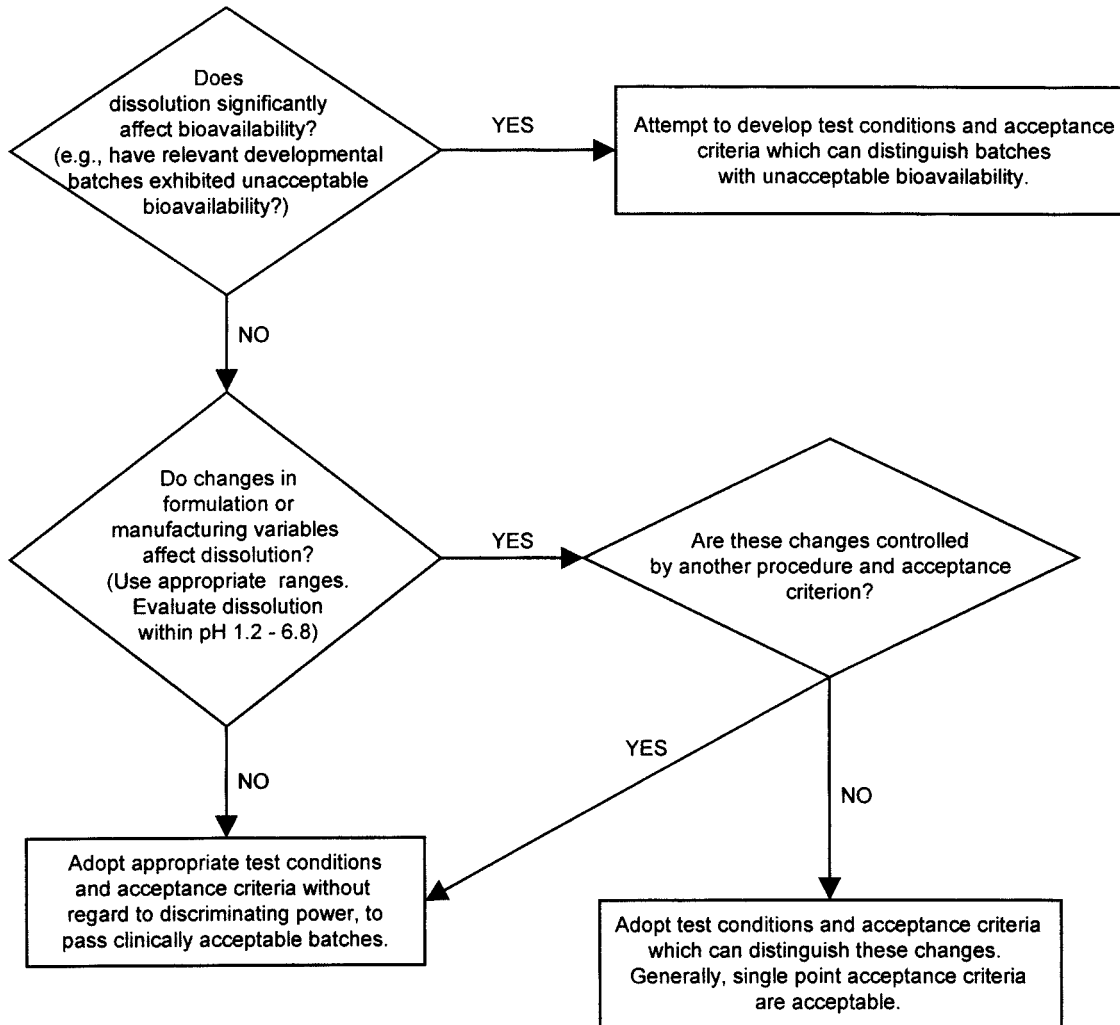 Does
dissolution significantly
affect bioavailability?
(e.g., have relevant developmental
batches exhibited unacceptable
bioavailability?)
YES
Attempt to develop test conditions and acceptance
criteria which can distinguish batches
with unacceptable bioavailability.
NO
Do changes in
formulation or
manufacturing variables
affect dissolution?
(Use appropriate ranges.
Evaluate dissolution
within pH 1.2 - 6.8)
YES
Are these changes controlled
by another procedure and acceptance
criterion?
NO
YES
NO
Adopt appropriate test conditions
and acceptance criteria without
regard to discriminating power, to
pass clinically acceptable batches.
Adopt test conditions and acceptance criteria
which can distinguish these changes.
Generally, single point acceptance criteria
are acceptable.